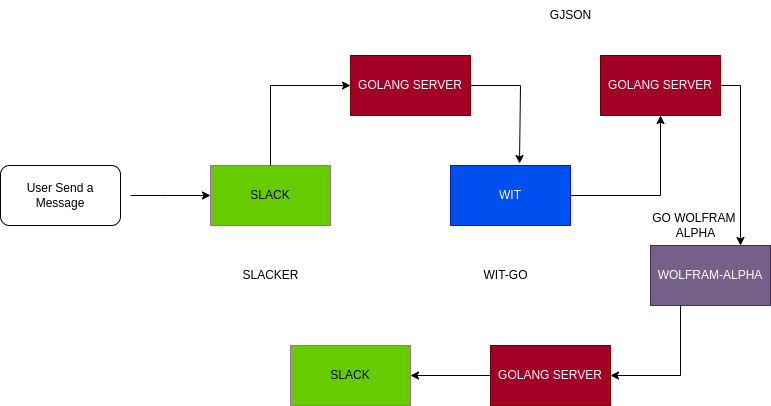 GJSON
GOLANG SERVER
GOLANG SERVER
User Send a
Message
SLACK
WIT
GO WOLFRAM
ALPHA
SLACKER
WIT-GO
WOLFRAM-ALPHA
SLACK
GOLANG SERVER